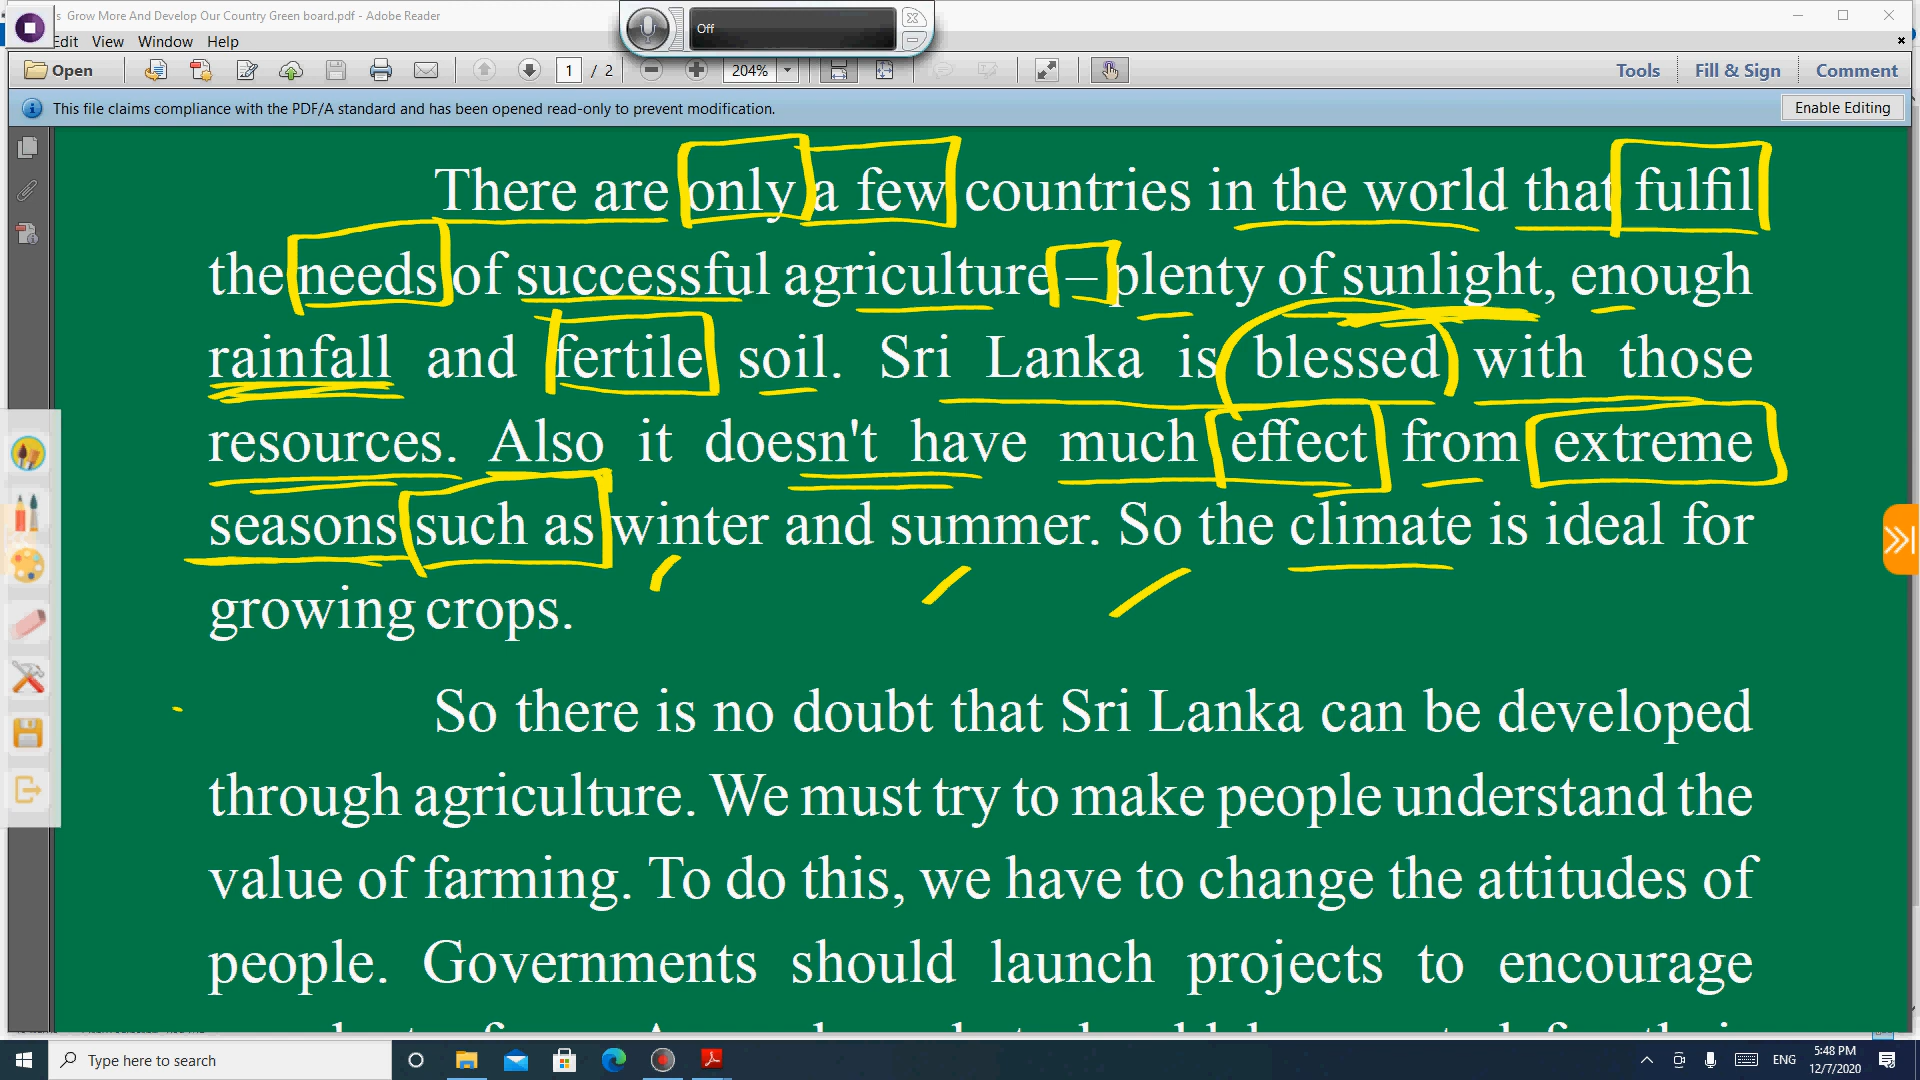 s Grow More And Develop Our Country Green board.pdf - Adobe Reader
Off
Edit View Window Help
Open 1 / 2 204% Tools Fill & Sign Comment
This file claims compliance with the PDF/A standard and has been opened read-only to prevent modification. Enable Editing
There are only a few countries in the world that fulfil
the needs of successful agriculture – plenty of sunlight, enough
rainfall and fertile soil. Sri Lanka is blessed with those
resources. Also it doesn't have much effect from extreme
seasons such as winter and summer. So the climate is ideal for
growing crops.
So there is no doubt that Sri Lanka can be developed
through agriculture. We must try to make people understand the
value of farming. To do this, we have to change the attitudes of
people. Governments should launch projects to encourage
Type here to search
ENG
5:48 PM
12/7/2020